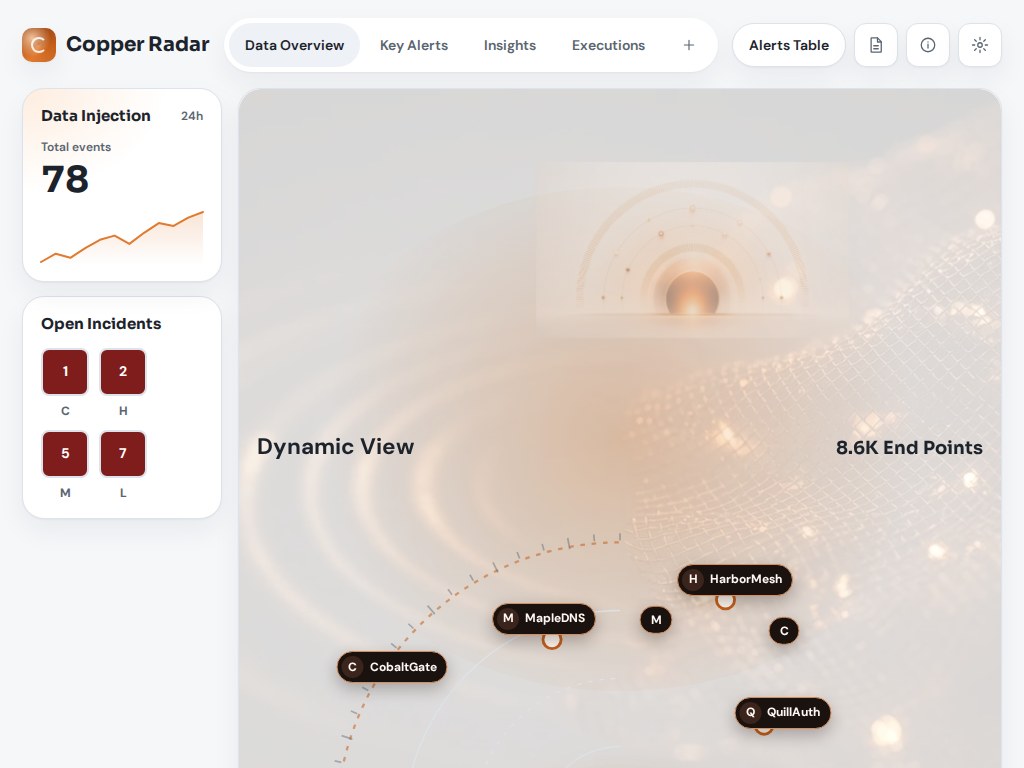 C Copper Radar
Data Overview
Key Alerts
Insights
Executions
+
Alerts Table
Data Injection 24h
Total events
78
Open Incidents
1 2
C H
5 7
M L
Dynamic View
8.6K End Points
H HarborMesh
M MapleDNS
M
C
C CobaltGate
Q QuillAuth